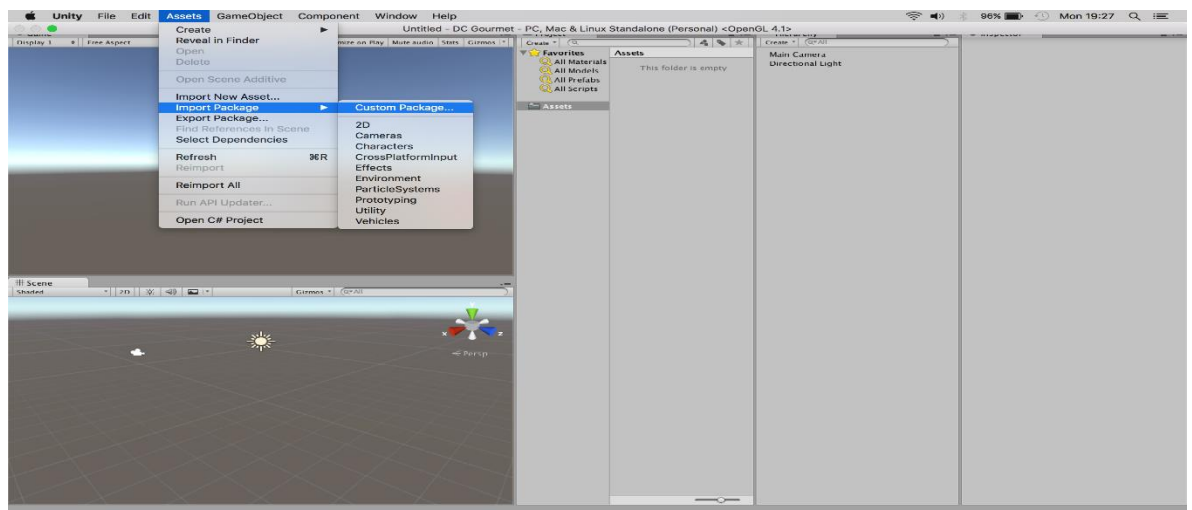 Unity File Edit Assets GameObject Component Window Help 96% Mon 19:27
Untitled - DC Gourmet - PC, Mac & Linux Standalone (Personal) <OpenGL 4.1>
Display 1 Free Aspect Mute audio Stats Gizmos
Create
Reveal in Finder
Open
Delete
Open Scene Additive
Import New Asset...
Import Package
Export Package...
Find References In Scene
Select Dependencies
Refresh ⌘R
Reimport
Reimport All
Run API Updater...
Open C# Project
Custom Package...
2D
Cameras
Characters
CrossPlatformInput
Effects
Environment
ParticleSystems
Prototyping
Utility
Vehicles
Create
Favorites
All Materials
All Models
All Prefabs
All Scripts
Assets
Assets
This folder is empty
Create
Main Camera
Directional Light
Scene
Shaded 2D Gizmos
x z
Persp